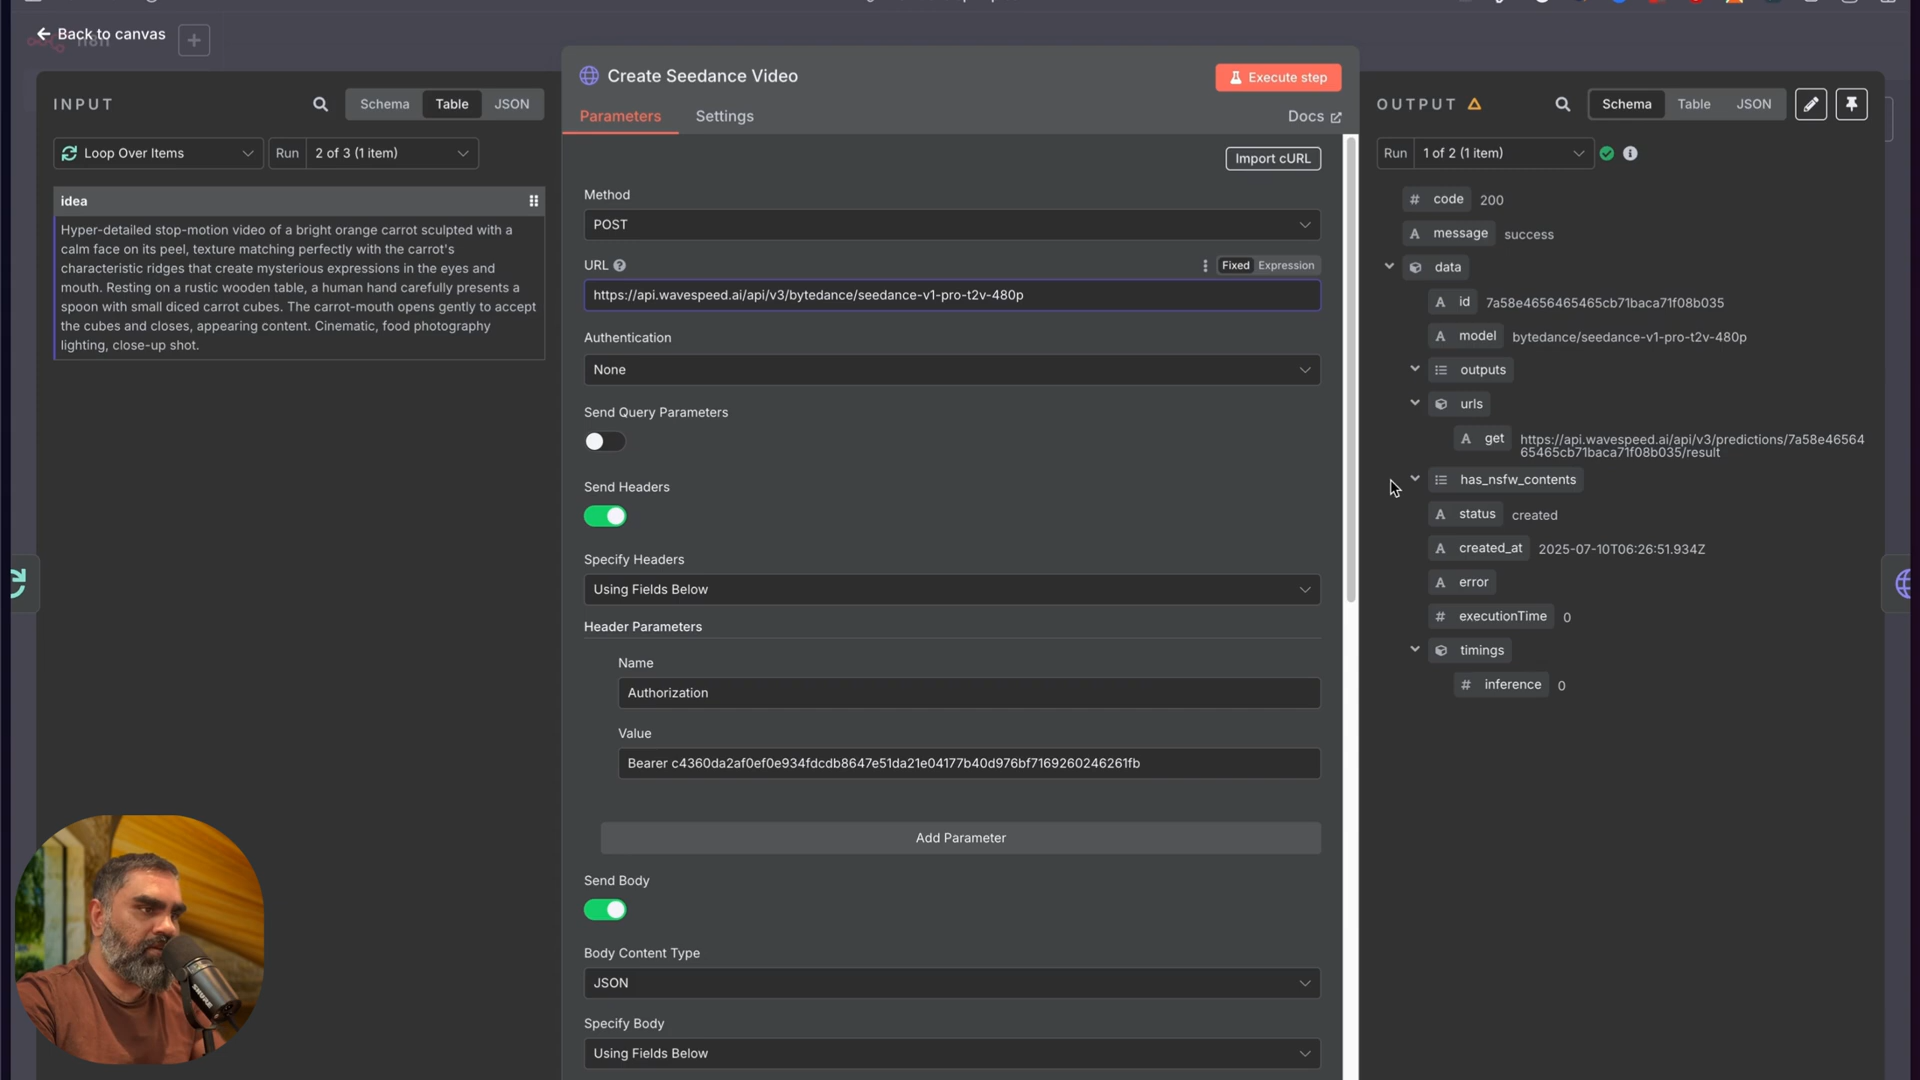 Back to canvas
n8n
INPUT
Schema
Table
JSON
Loop Over Items
Run
2 of 3 (1 item)
idea
Hyper-detailed stop-motion video of a bright orange carrot sculpted with a
calm face on its peel, texture matching perfectly with the carrot's
characteristic ridges that create mysterious expressions in the eyes and
mouth. Resting on a rustic wooden table, a human hand carefully presents a
spoon with small diced carrot cubes. The carrot-mouth opens gently to accept
the cubes and closes, appearing content. Cinematic, food photography
lighting, close-up shot.
Create Seedance Video
Execute step
Parameters
Settings
Docs
Import cURL
Method
POST
URL
Fixed
Expression
https://api.wavespeed.ai/api/v3/bytedance/seedance-v1-pro-t2v-480p
Authentication
None
Send Query Parameters
Send Headers
Specify Headers
Using Fields Below
Header Parameters
Name
Authorization
Value
Bearer c4360da2af0ef0e934fdcdb8647e51da21e04177b40d976bf7169260246261fb
Add Parameter
Send Body
Body Content Type
JSON
Specify Body
Using Fields Below
OUTPUT
Schema
Table
JSON
Run
1 of 2 (1 item)
# code 200
A message success
data
A id 7a58e4656465465cb71baca71f08b035
A model bytedance/seedance-v1-pro-t2v-480p
outputs
urls
A get https://api.wavespeed.ai/api/v3/predictions/7a58e46564
65465cb71baca71f08b035/result
has_nsfw_contents
A status created
A created_at 2025-07-10T06:26:51.934Z
A error
# executionTime 0
timings
# inference 0
SHURE